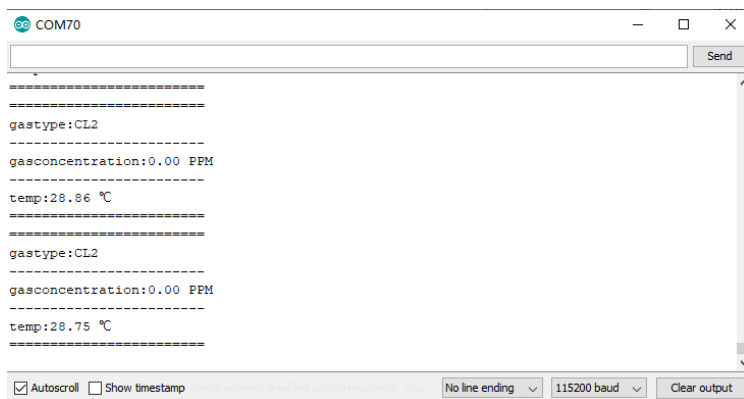 COM70
Send
=========================
=========================
gastype:CL2
-------------------------
gasconcentration:0.00 PPM
-------------------------
temp:28.86 ℃
=========================
=========================
gastype:CL2
-------------------------
gasconcentration:0.00 PPM
-------------------------
temp:28.75 ℃
=========================
Autoscroll Show timestamp No line ending 115200 baud Clear output